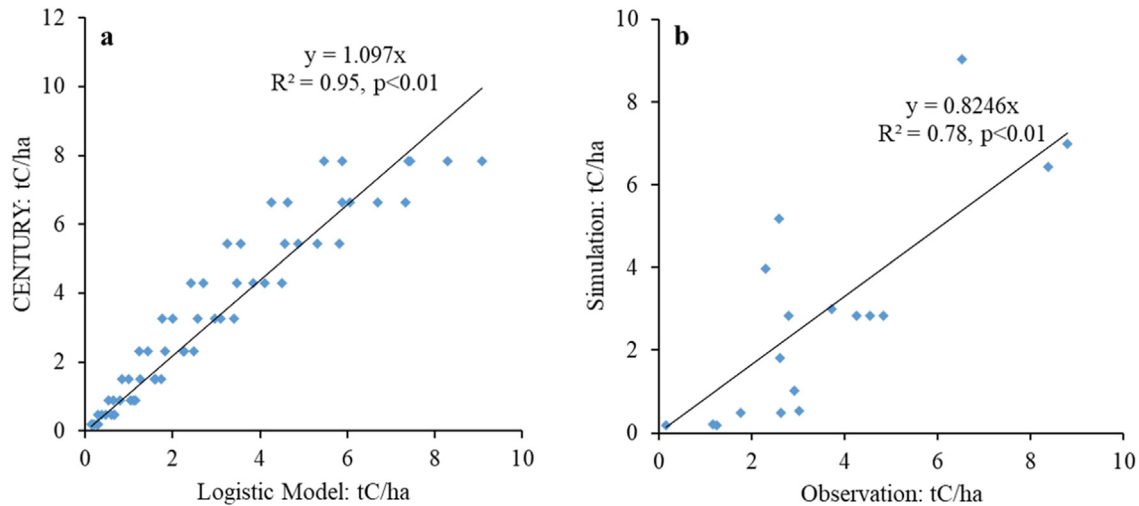 a
y = 1.097x
R² = 0.95, p<0.01
12
10
8
6
4
2
0
0 2 4 6 8 10
CENTURY: tC/ha
Logistic Model: tC/ha
b
y = 0.8246x
R² = 0.78, p<0.01
10
8
6
4
2
0
0 2 4 6 8 10
Simulation: tC/ha
Observation: tC/ha